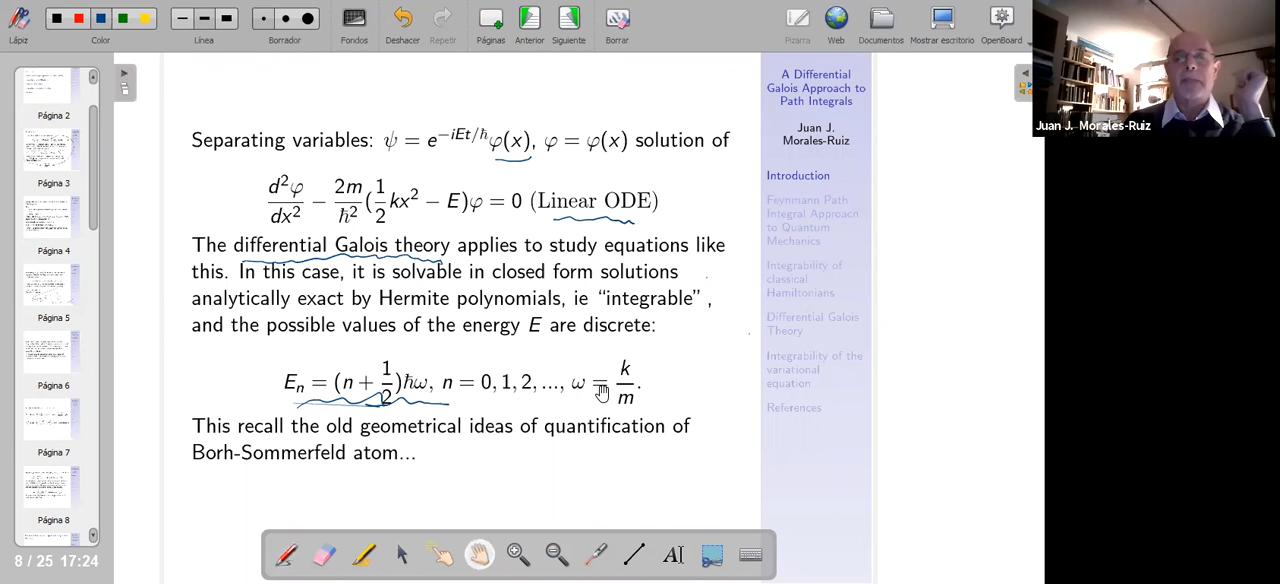 Lápiz
Color
Línea
Borrador
Fondos
Deshacer
Repetir
Páginas
Anterior
Siguiente
Borrar
Pizarra
Web
Documentos
Mostrar escritorio
OpenBoard
Página 2
Página 3
Página 4
Página 5
Página 6
Página 7
Página 8
8 / 25 17:24
Separating variables: ψ = e^{−iEt/ℏ}φ(x), φ = φ(x) solution of
d²φ/dx² − 2m/ℏ²(1/2 kx² − E)φ = 0 (Linear ODE)
The differential Galois theory applies to study equations like
this. In this case, it is solvable in closed form solutions
analytically exact by Hermite polynomials, ie “integrable” ,
and the possible values of the energy E are discrete:
E_n = (n + 1/2)ℏω, n = 0, 1, 2, ..., ω = k/m.
This recall the old geometrical ideas of quantification of
Borh-Sommerfeld atom...
A Differential
Galois Approach to
Path Integrals
Juan J.
Morales-Ruiz
Introduction
Feynmann Path
Integral Approach
to Quantum
Mechanics
Integrability of
classical
Hamiltonians
Differential Galois
Theory
Integrability of the
variational
equation
References
Juan J. Morales-Ruiz
AI